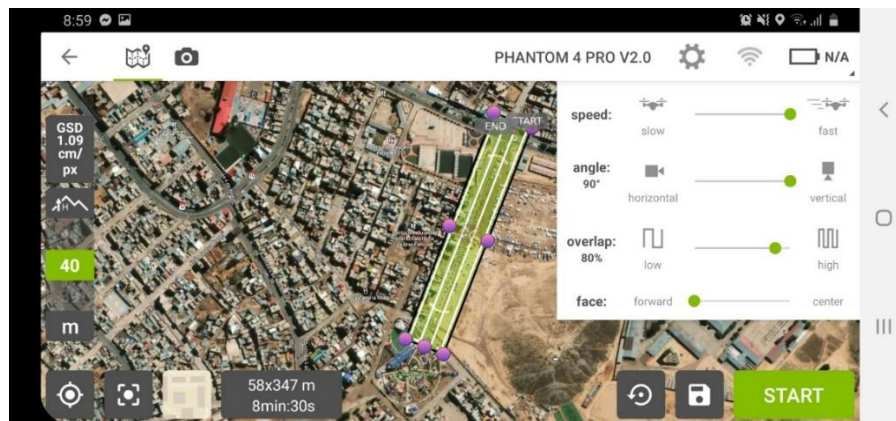 8:59
PHANTOM 4 PRO V2.0
N/A
GSD
1.09
cm/
px
H
40
m
END
START
speed:
slow
fast
angle:
90°
horizontal
vertical
overlap:
80%
low
high
face:
forward
center
58x347 m
8min:30s
START